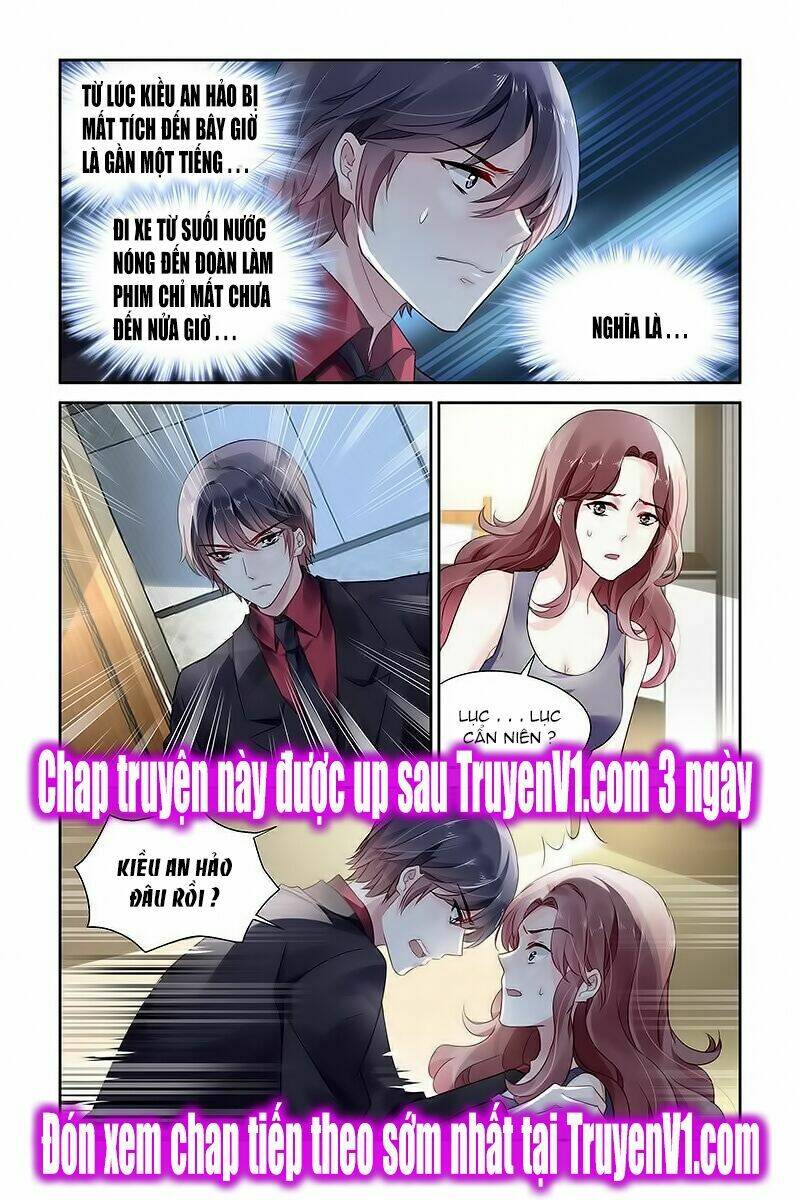 TỪ LÚC KIỀU AN HẢO BỊ
MẤT TÍCH ĐẾN BÂY GIỜ
LÀ GẦN MỘT TIẾNG . . .
ĐI XE TỪ SUỐI NƯỚC
NÓNG ĐẾN ĐOÀN LÀM
PHIM CHỈ MẤT CHƯA
ĐẾN NỬA GIỜ . . .
NGHĨA LÀ . . .
LỤC . . . LỤC
CẨN NIÊN ?
Chap truyện này được up sau TruyenV1.com 3 ngày
KIỀU AN HẢO
ĐÂU RỒI ?
Đón xem chap tiếp theo sớm nhất tại TruyenV1.com